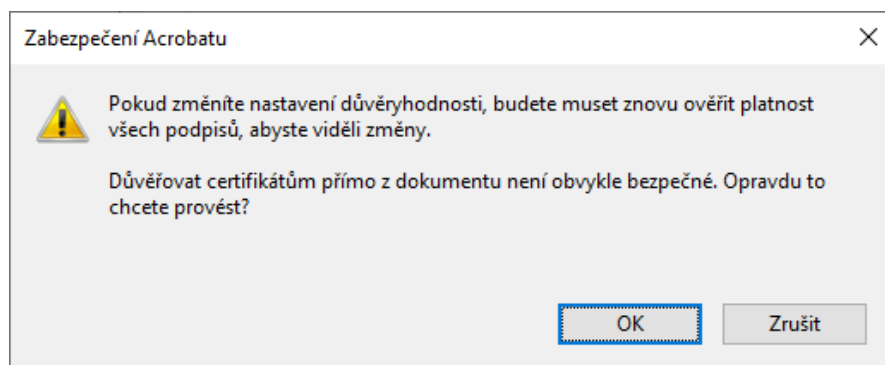 Zabezpečení Acrobatu
Pokud změníte nastavení důvěryhodnosti, budete muset znovu ověřit platnost
všech podpisů, abyste viděli změny.
Důvěřovat certifikátům přímo z dokumentu není obvykle bezpečné. Opravdu to
chcete provést?
OK
Zrušit